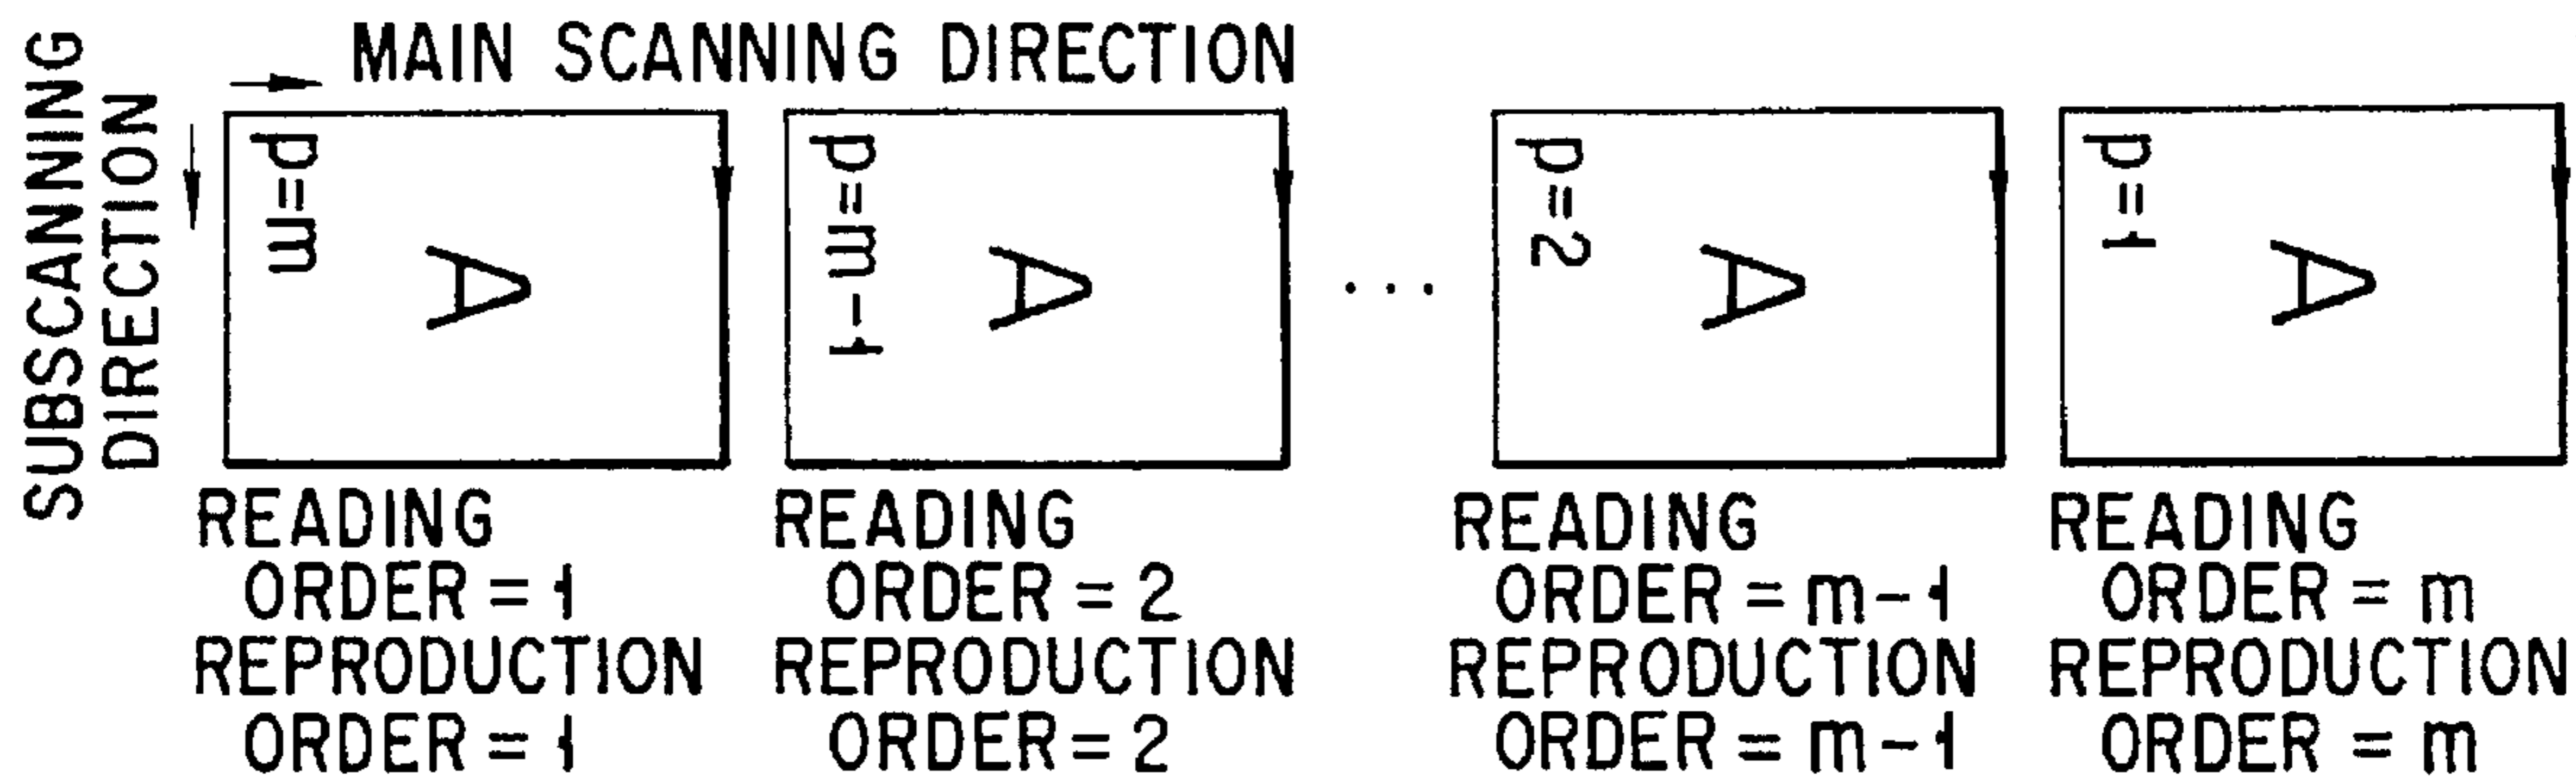 SUBSCANNING
DIRECTION
MAIN SCANNING DIRECTION
p=m
A
p=m-1
A
...
p=2
A
p=1
A
READING
ORDER = 1
REPRODUCTION
ORDER = 1
READING
ORDER = 2
REPRODUCTION
ORDER = 2
READING
ORDER = m-1
REPRODUCTION
ORDER = m-1
READING
ORDER = m
REPRODUCTION
ORDER = m